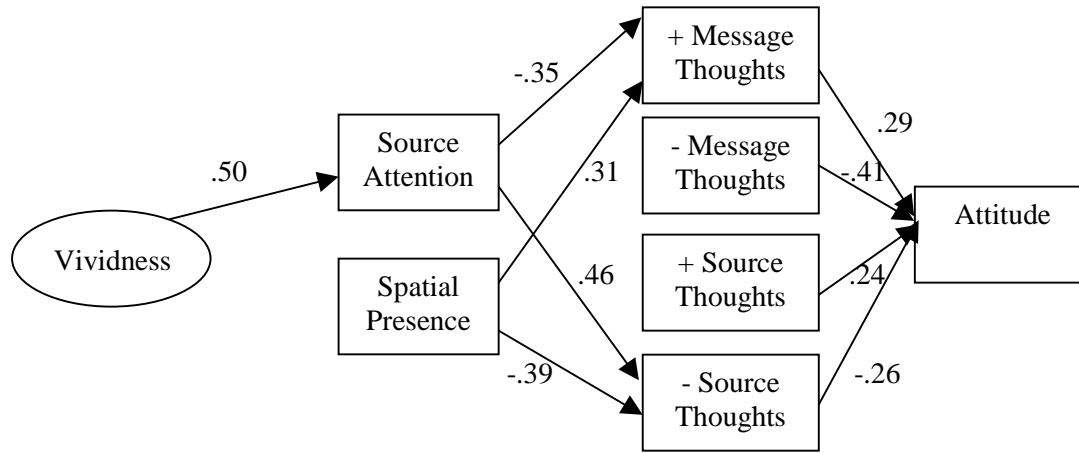 + Message
Thoughts
-.35
.29
Source
Attention
- Message
Thoughts
.50
.31
-.41
Attitude
Vividness
+ Source
Thoughts
Spatial
Presence
.46
.24
-.39
- Source
Thoughts
-.26